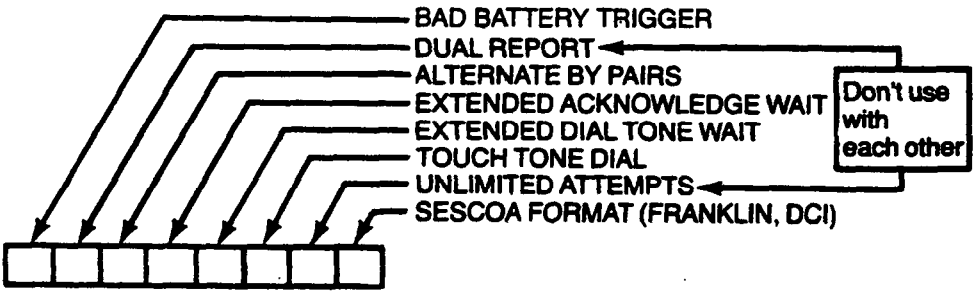 BAD BATTERY TRIGGER
DUAL REPORT
ALTERNATE BY PAIRS
EXTENDED ACKNOWLEDGE WAIT
EXTENDED DIAL TONE WAIT
TOUCH TONE DIAL
UNLIMITED ATTEMPTS
SESCOA FORMAT (FRANKLIN, DCI)
Don't use
with
each other